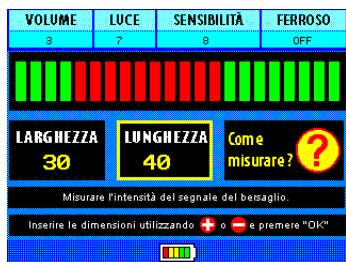 VOLUME LUCE SENSIBILITÀ FERROSO
3 7 8 OFF
LARGHEZZA LUNGHEZZA Come
30 40 misurare? ?
Misurare l'intensità del segnale del bersaglio.
Inserire le dimensioni utilizzando + o - e premere "OK"